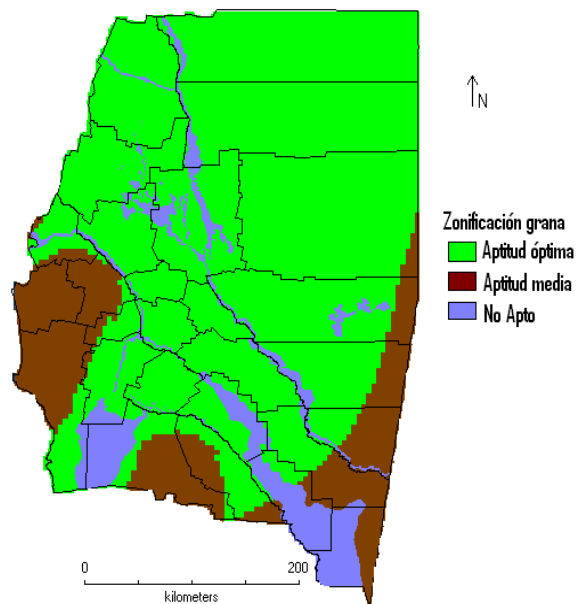 N
Zonificación grana
Aptitud óptima
Aptitud media
No Apto
0 200
kilometers